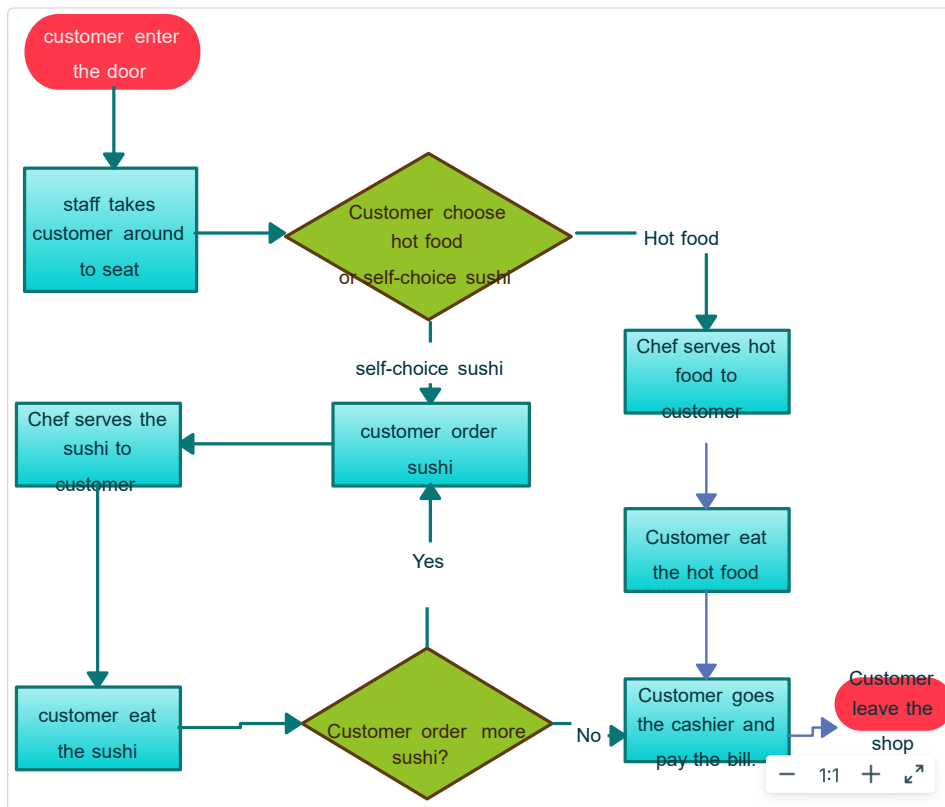 customer enter
the door
staff takes
customer around
to seat
Customer choose
hot food
or self-choice sushi
Hot food
self-choice sushi
Chef serves hot
food to
customer
Chef serves the
sushi to
customer
customer order
sushi
Yes
Customer eat
the hot food
customer eat
the sushi
Customer order more
sushi?
No
Customer goes
the cashier and
pay the bill.
Customer
leave the
shop
1:1